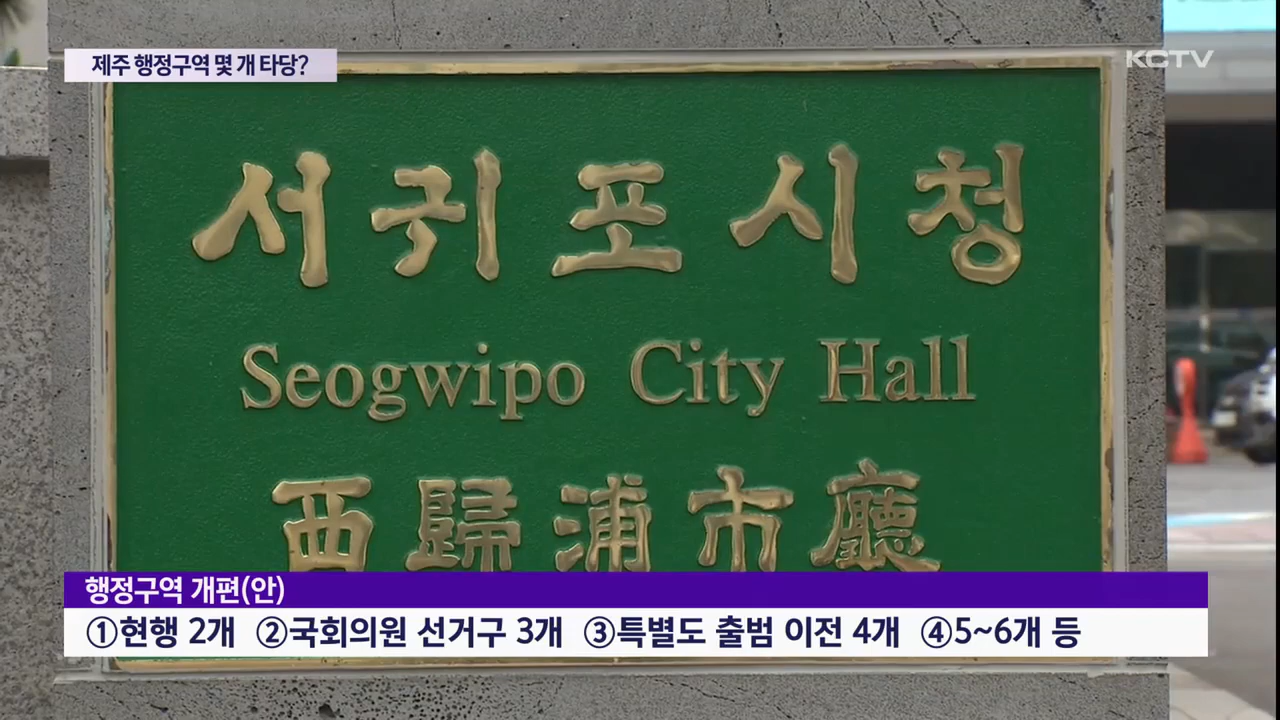 제주 행정구역 몇 개 타당?
KCTV
서귀포시청
Seogwipo City Hall
西歸浦市廳
행정구역 개편(안)
①현행 2개 ②국회의원 선거구 3개 ③특별도 출범 이전 4개 ④5~6개 등